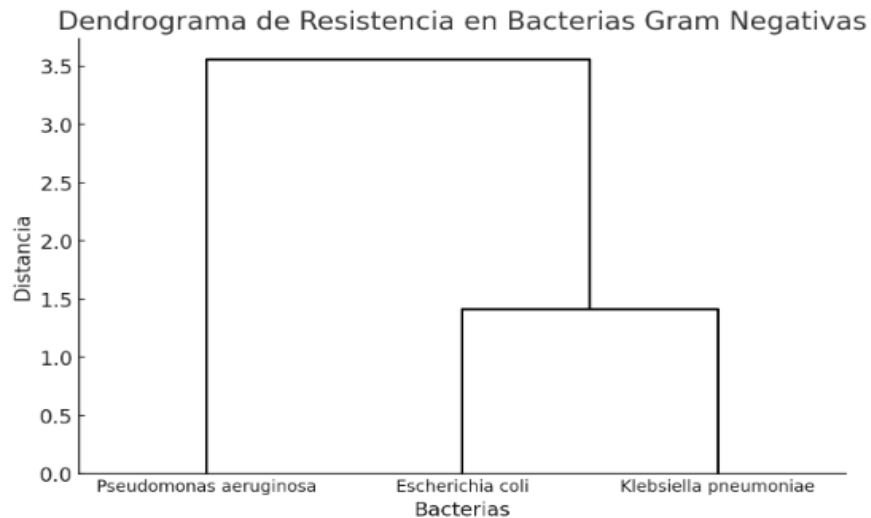 Dendrograma de Resistencia en Bacterias Gram Negativas
3.5
3.0
2.5
2.0
1.5
1.0
0.5
0.0
Distancia
Pseudomonas aeruginosa
Escherichia coli
Klebsiella pneumoniae
Bacterias